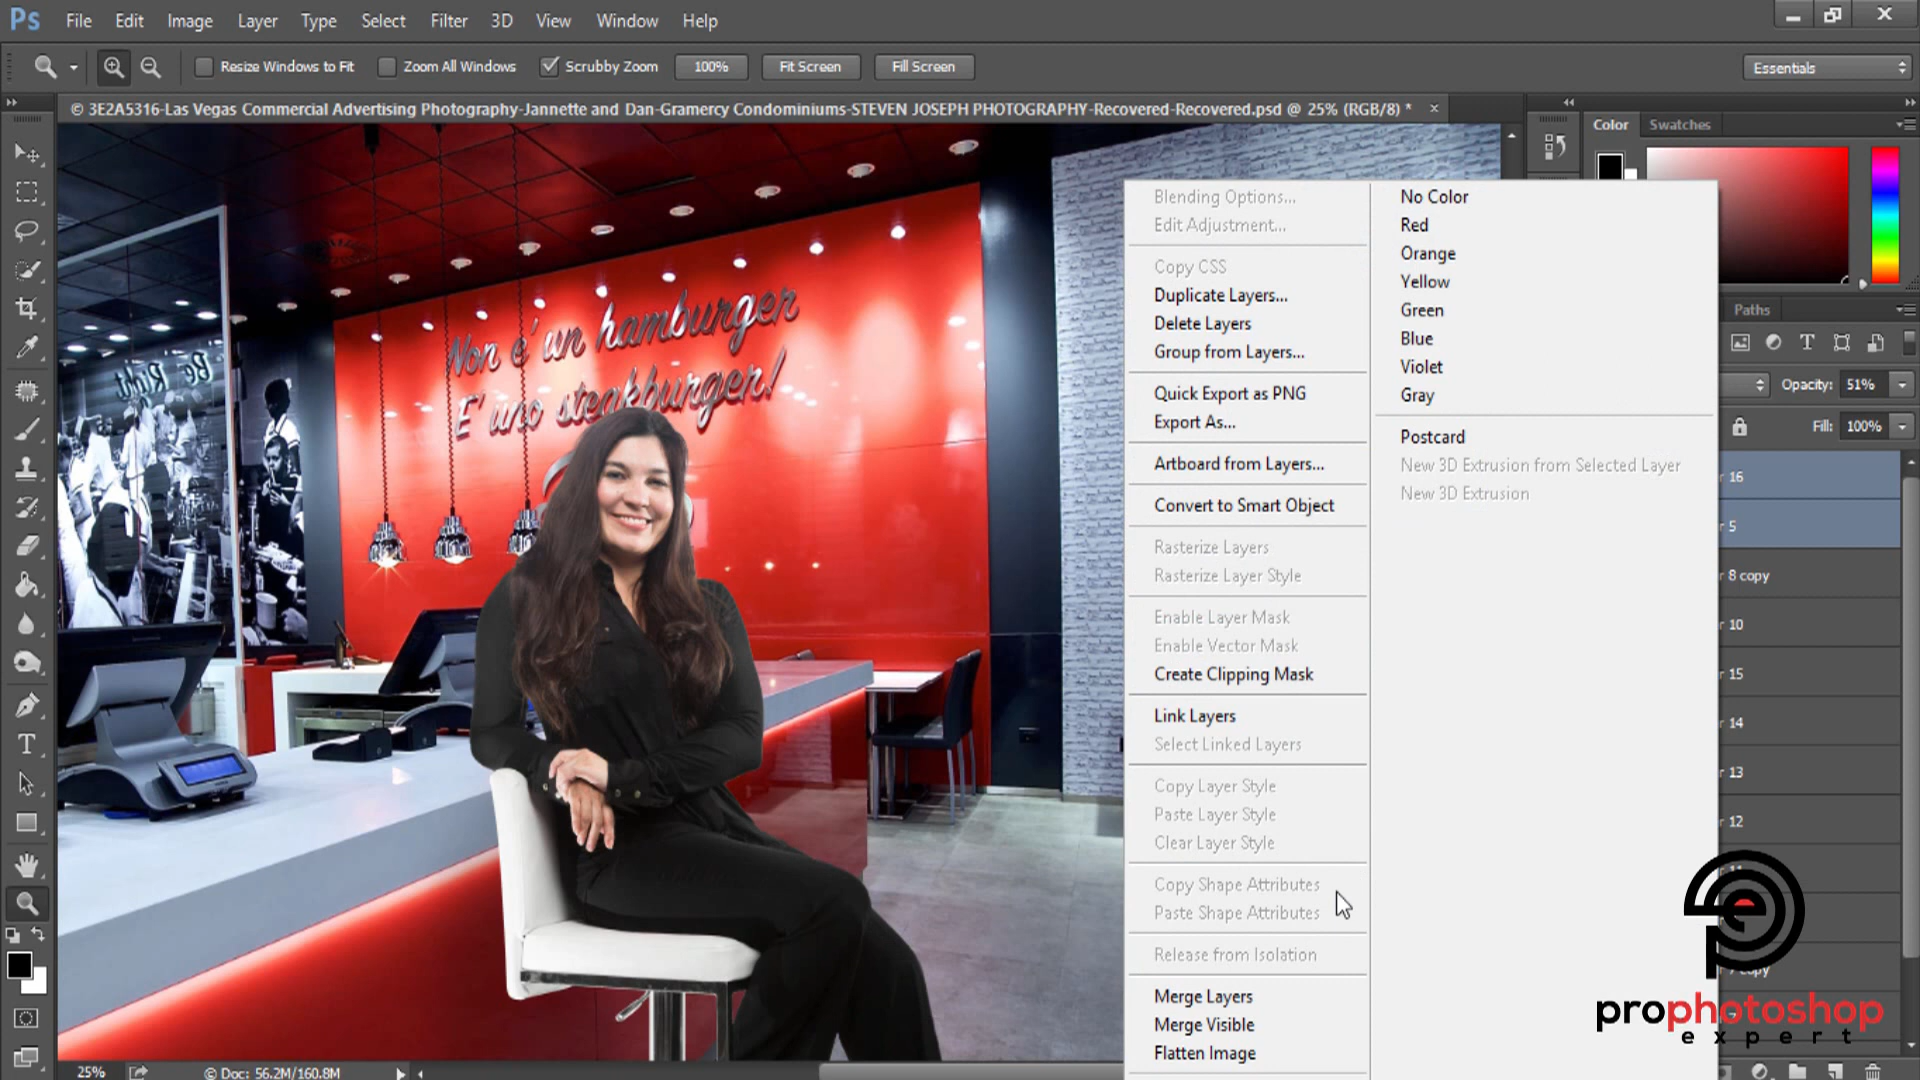 Ps File Edit Image Layer Type Select Filter 3D View Window Help
Resize Windows to Fit Zoom All Windows Scrubby Zoom 100% Fit Screen Fill Screen Essentials
© 3E2A5316-Las Vegas Commercial Advertising Photography-Jannette and Dan-Gramercy Condominiums-STEVEN JOSEPH PHOTOGRAPHY-Recovered-Recovered.psd @ 25% (RGB/8) *
Color Swatches
Paths
Opacity: 51%
Fill: 100%
Non è un hamburger
E' uno steakburger!
Be Right
Blending Options...
Edit Adjustment...
Copy CSS
Duplicate Layers...
Delete Layers
Group from Layers...
Quick Export as PNG
Export As...
Artboard from Layers...
Convert to Smart Object
Rasterize Layers
Rasterize Layer Style
Enable Layer Mask
Enable Vector Mask
Create Clipping Mask
Link Layers
Select Linked Layers
Copy Layer Style
Paste Layer Style
Clear Layer Style
Copy Shape Attributes
Paste Shape Attributes
Release from Isolation
Merge Layers
Merge Visible
Flatten Image
No Color
Red
Orange
Yellow
Green
Blue
Violet
Gray
Postcard
New 3D Extrusion from Selected Layer
New 3D Extrusion
16
r 5
r 8 copy
r 10
r 15
r 14
r 13
r 12
prophotoshop
expert
25% © Doc: 56.2M/160.8M